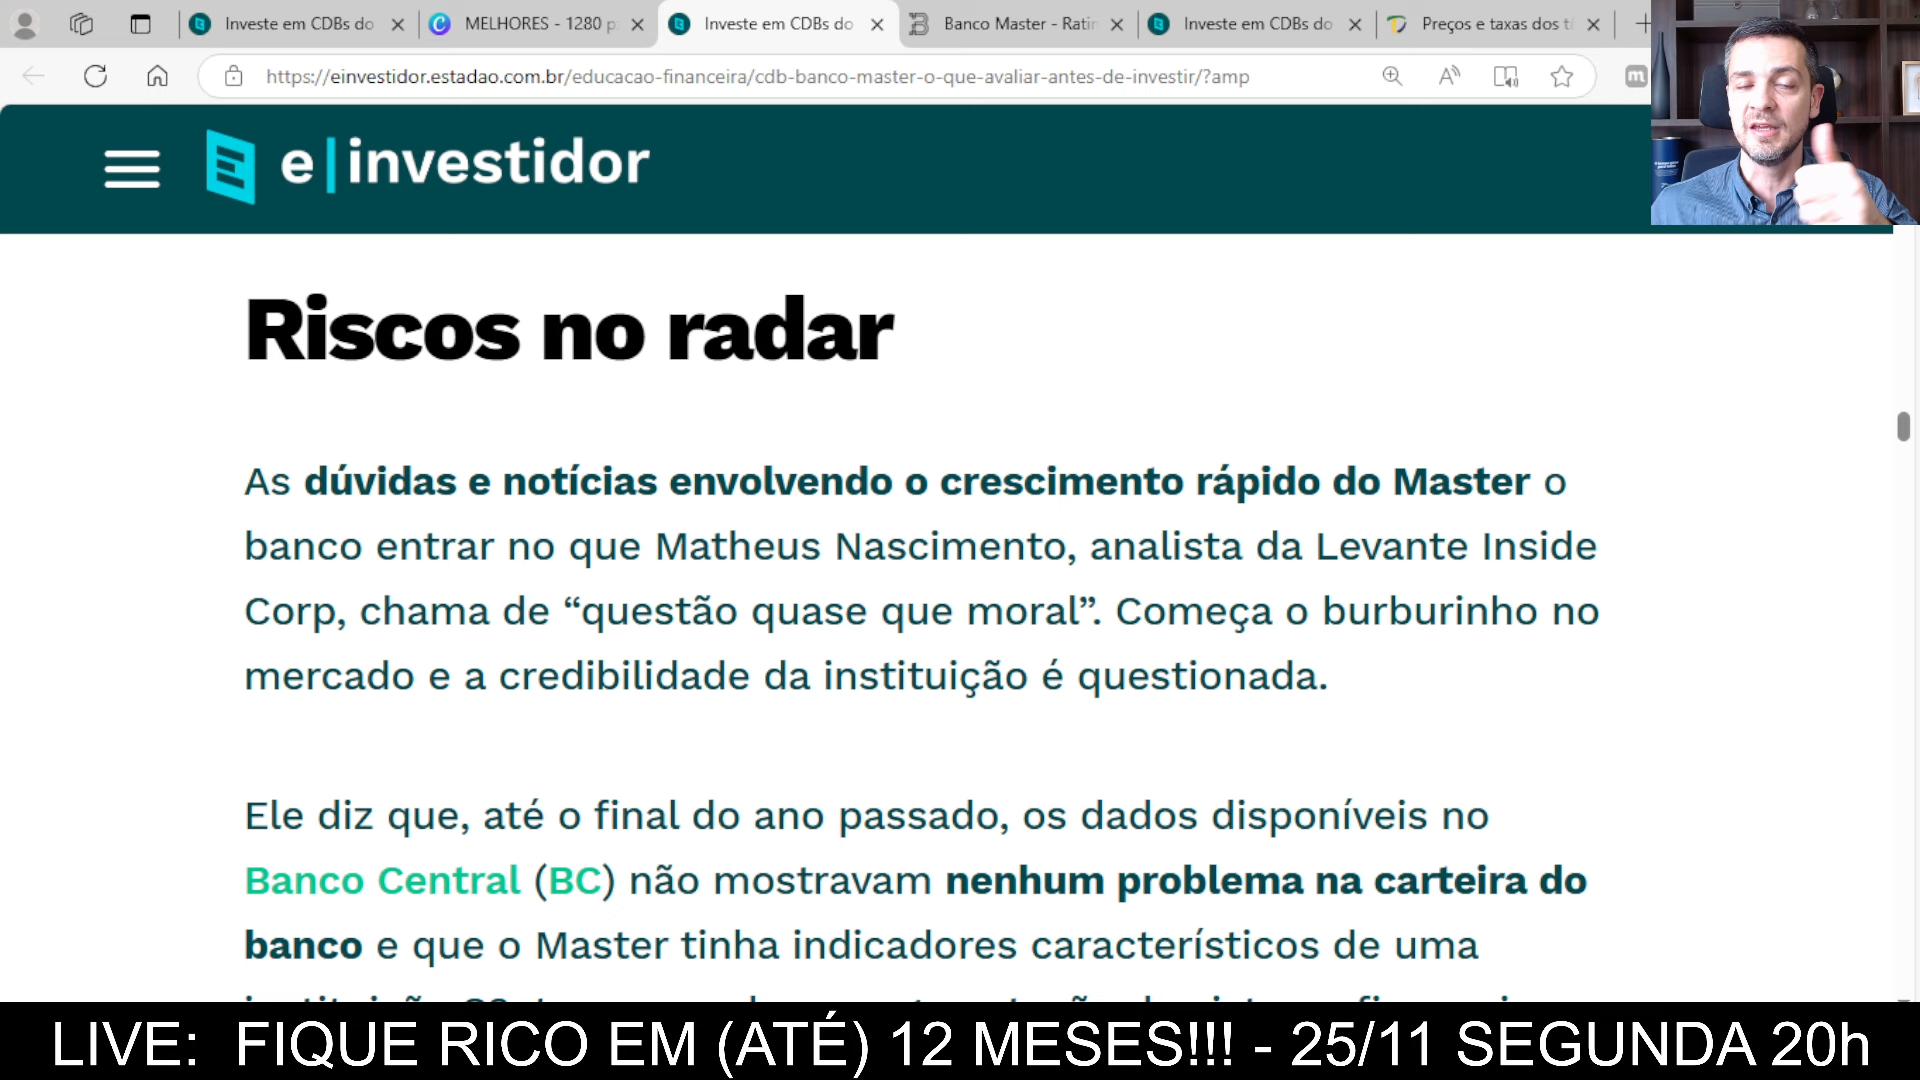 Investe em CDBs do
MELHORES - 1280 p
Investe em CDBs do
Banco Master - Ratin
Investe em CDBs do
Preços e taxas dos tí
https://einvestidor.estadao.com.br/educacao-financeira/cdb-banco-master-o-que-avaliar-antes-de-investir/?amp
e|investidor
Riscos no radar
As dúvidas e notícias envolvendo o crescimento rápido do Master o
banco entrar no que Matheus Nascimento, analista da Levante Inside
Corp, chama de “questão quase que moral”. Começa o burburinho no
mercado e a credibilidade da instituição é questionada.
Ele diz que, até o final do ano passado, os dados disponíveis no
Banco Central (BC) não mostravam nenhum problema na carteira do
banco e que o Master tinha indicadores característicos de uma
LIVE: FIQUE RICO EM (ATÉ) 12 MESES!!! - 25/11 SEGUNDA 20h